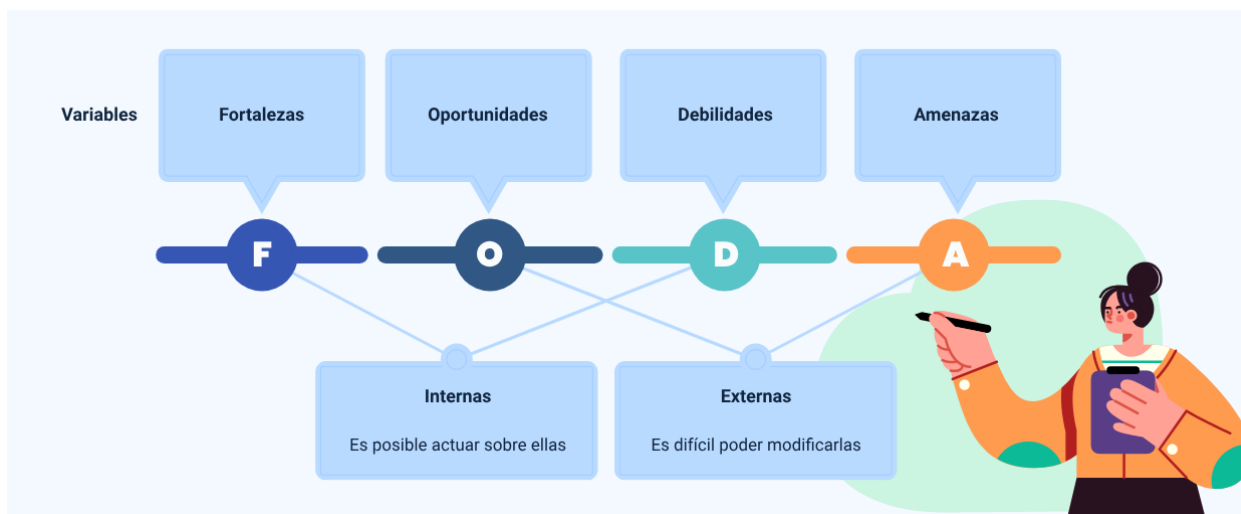 Variables
Fortalezas
Oportunidades
Debilidades
Amenazas
F
O
D
A
Internas
Externas
Es posible actuar sobre ellas
Es difícil poder modificarlas